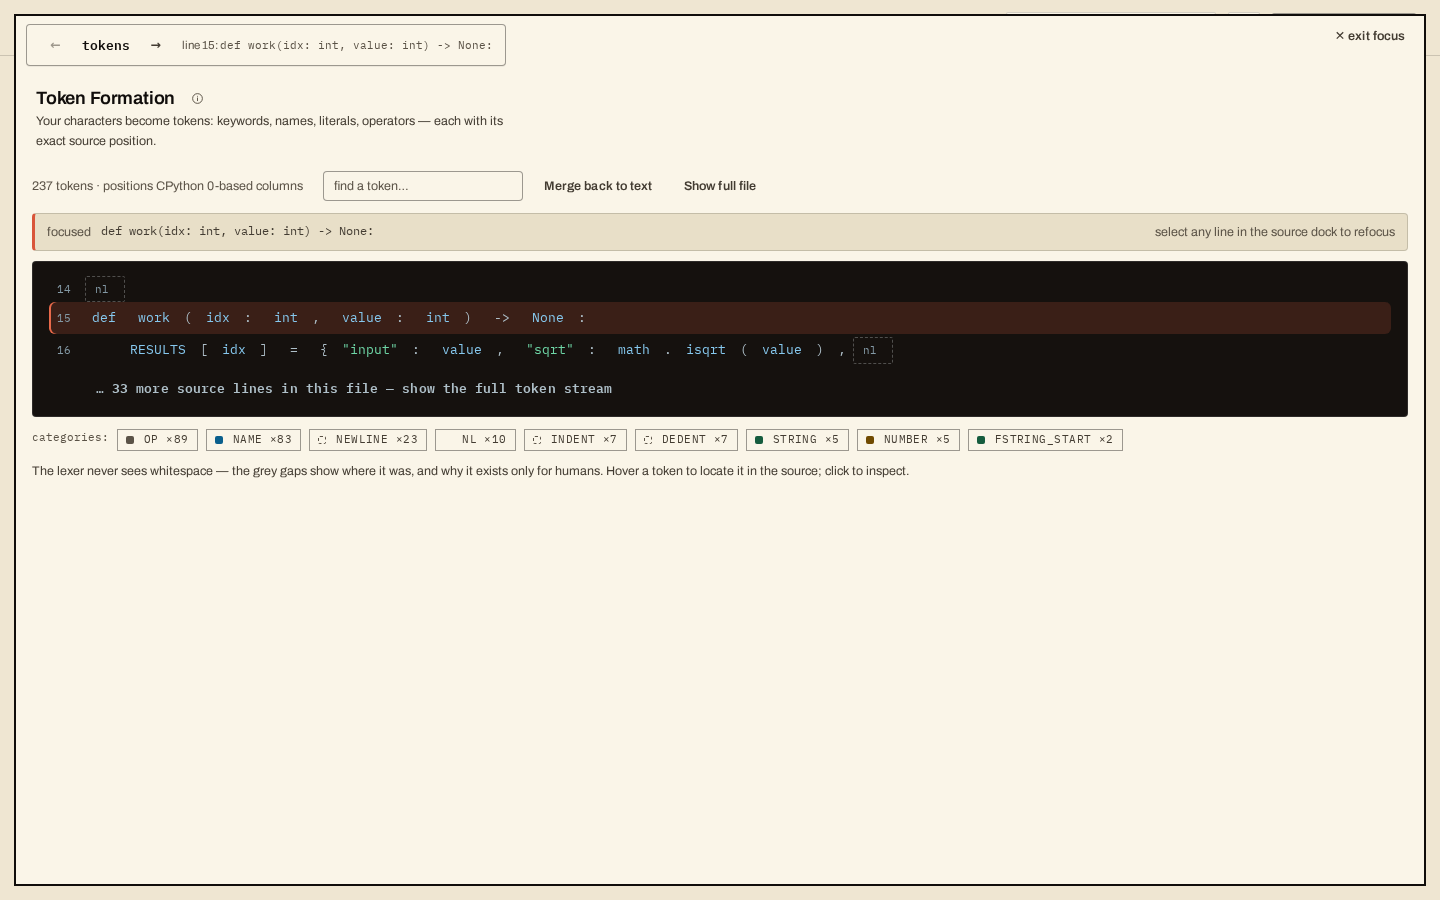 ← tokens → line 15: def work(idx: int, value: int) -> None:
✕ exit focus
Token Formation
Your characters become tokens: keywords, names, literals, operators — each with its
exact source position.
237 tokens · positions CPython 0-based columns find a token... Merge back to text Show full file
focused def work(idx: int, value: int) -> None: select any line in the source dock to refocus
14 nl
15 def work ( idx : int , value : int ) -> None :
16 RESULTS [ idx ] = { "input" : value , "sqrt" : math . isqrt ( value ) , nl
… 33 more source lines in this file — show the full token stream
categories: OP ×89 NAME ×83 NEWLINE ×23 NL ×10 INDENT ×7 DEDENT ×7 STRING ×5 NUMBER ×5 FSTRING_START ×2
The lexer never sees whitespace — the grey gaps show where it was, and why it exists only for humans. Hover a token to locate it in the source; click to inspect.